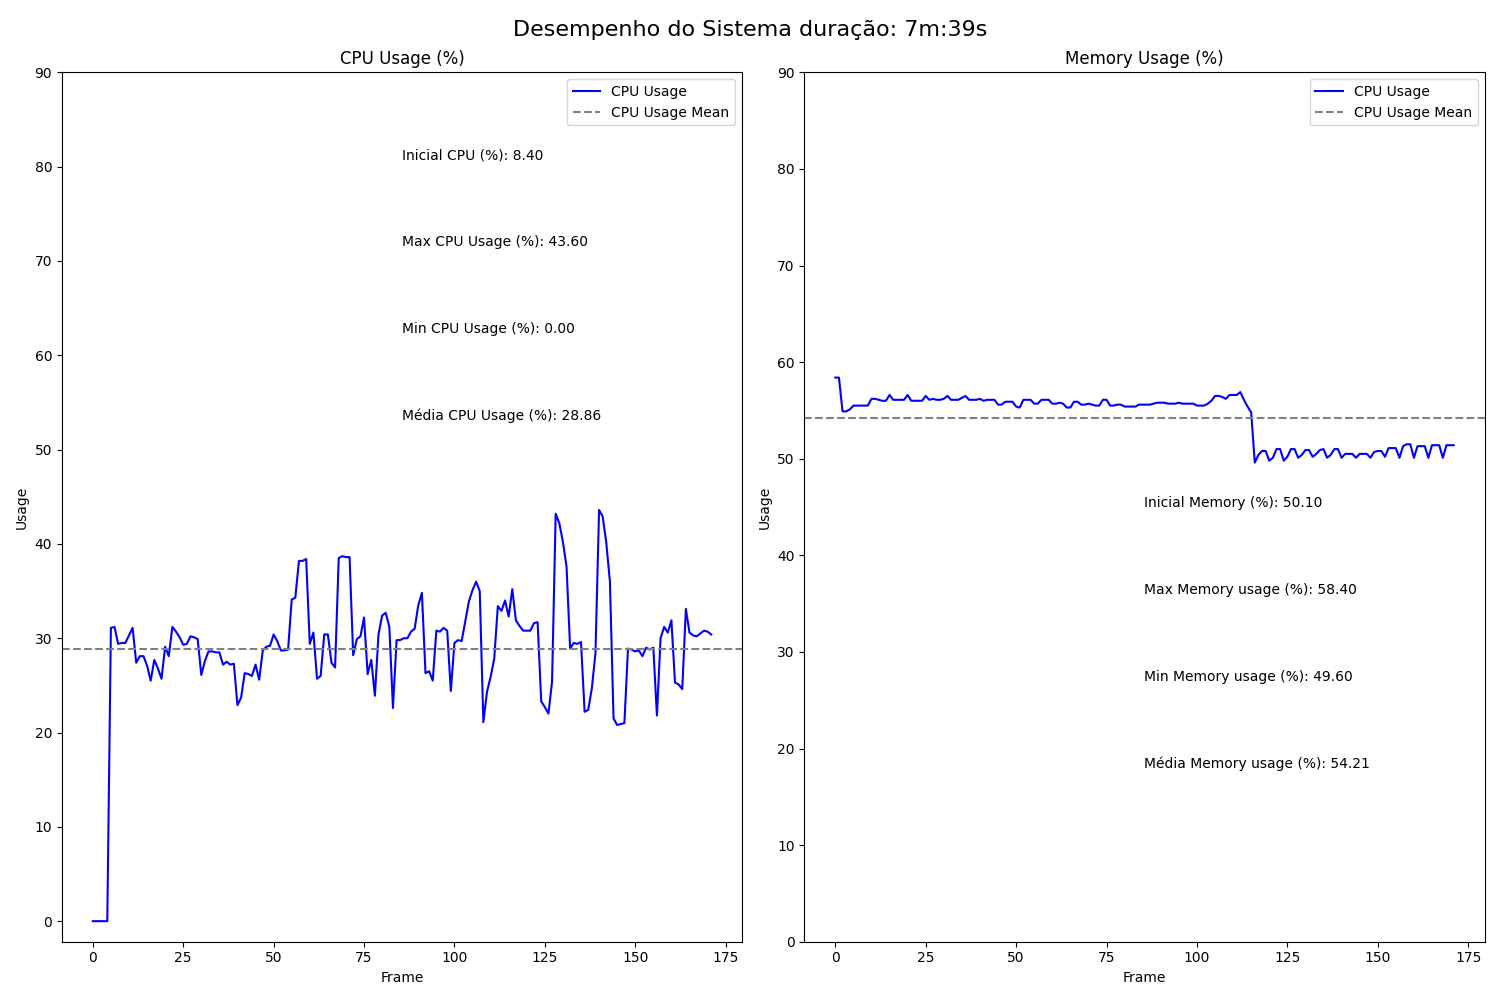 Desempenho do Sistema duração: 7m:39s
CPU Usage (%)
CPU Usage
CPU Usage Mean
Inicial CPU (%): 8.40
Max CPU Usage (%): 43.60
Min CPU Usage (%): 0.00
Média CPU Usage (%): 28.86
Usage
90
80
70
60
50
40
30
20
10
0
0 25 50 75 100 125 150 175
Frame
Memory Usage (%)
CPU Usage
CPU Usage Mean
Inicial Memory (%): 50.10
Max Memory usage (%): 58.40
Min Memory usage (%): 49.60
Média Memory usage (%): 54.21
Usage
90
80
70
60
50
40
30
20
10
0
0 25 50 75 100 125 150 175
Frame